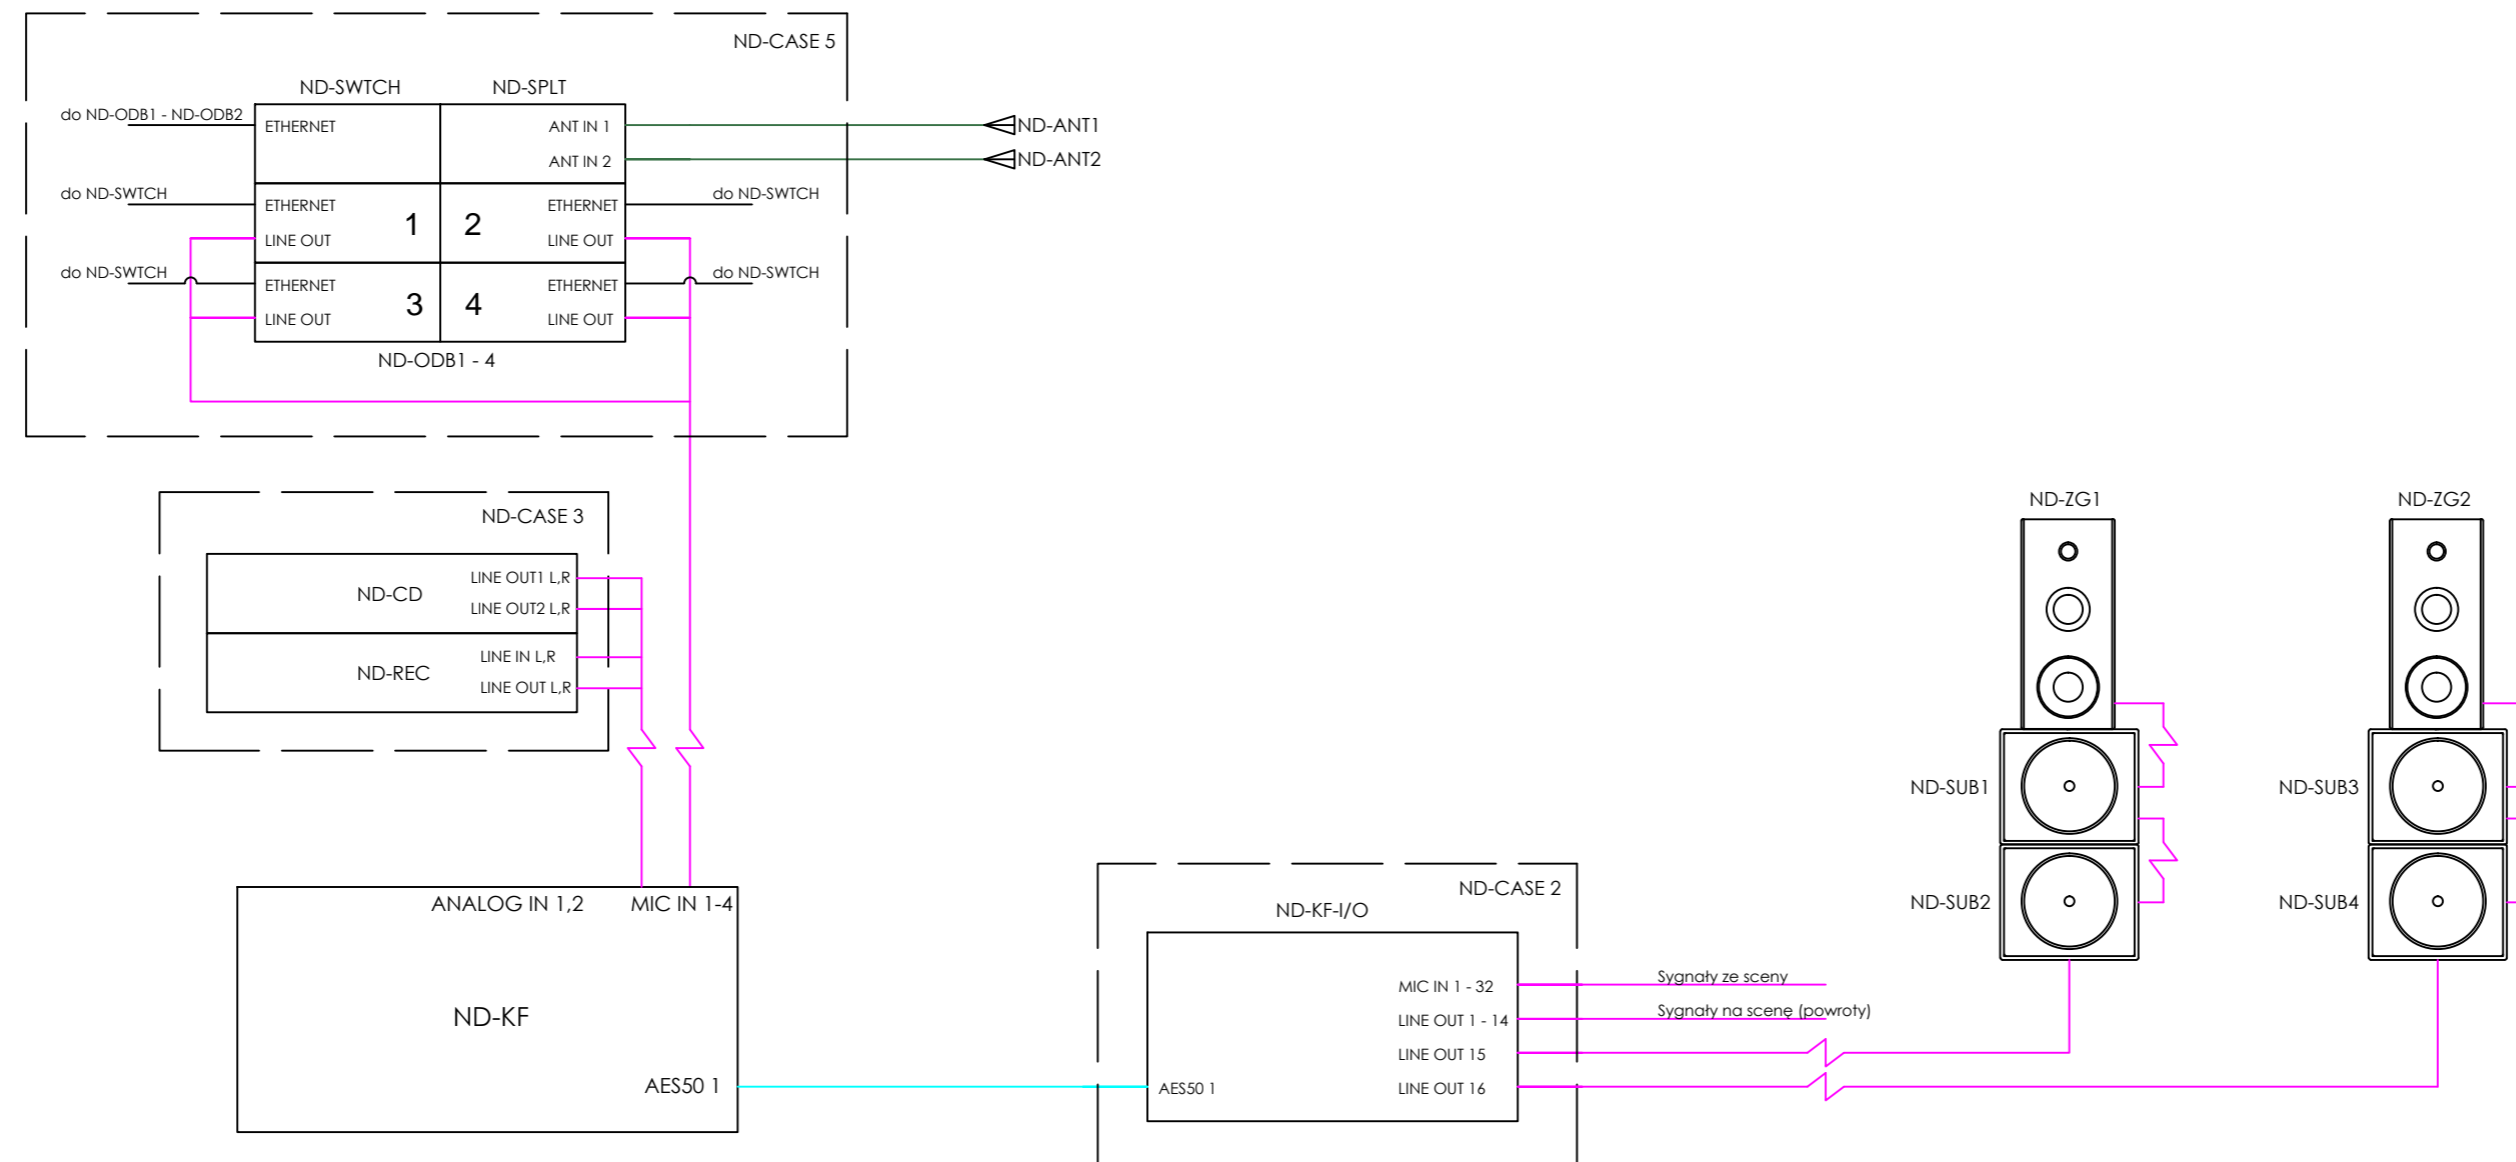 ND-CASE 5
ND-SWTCH
ND-SPLT
do ND-ODB1 - ND-ODB2
ETHERNET
ANT IN 1
ND-ANT1
ANT IN 2
ND-ANT2
do ND-SWTCH
ETHERNET
1
2
ETHERNET
do ND-SWTCH
LINE OUT
LINE OUT
do ND-SWTCH
ETHERNET
3
4
ETHERNET
do ND-SWTCH
LINE OUT
LINE OUT
ND-ODB1 - 4
ND-CASE 3
ND-CD
LINE OUT1 L,R
LINE OUT2 L,R
ND-REC
LINE IN L,R
LINE OUT L,R
ND-ZG1
ND-ZG2
ND-SUB1
ND-SUB3
ND-SUB2
ND-SUB4
ANALOG IN 1,2
MIC IN 1-4
ND-KF
AES50 1
ND-CASE 2
ND-KF-I/O
MIC IN 1 - 32
Sygnały ze sceny
LINE OUT 1 - 14
Sygnały na scenę (powroty)
LINE OUT 15
AES50 1
LINE OUT 16